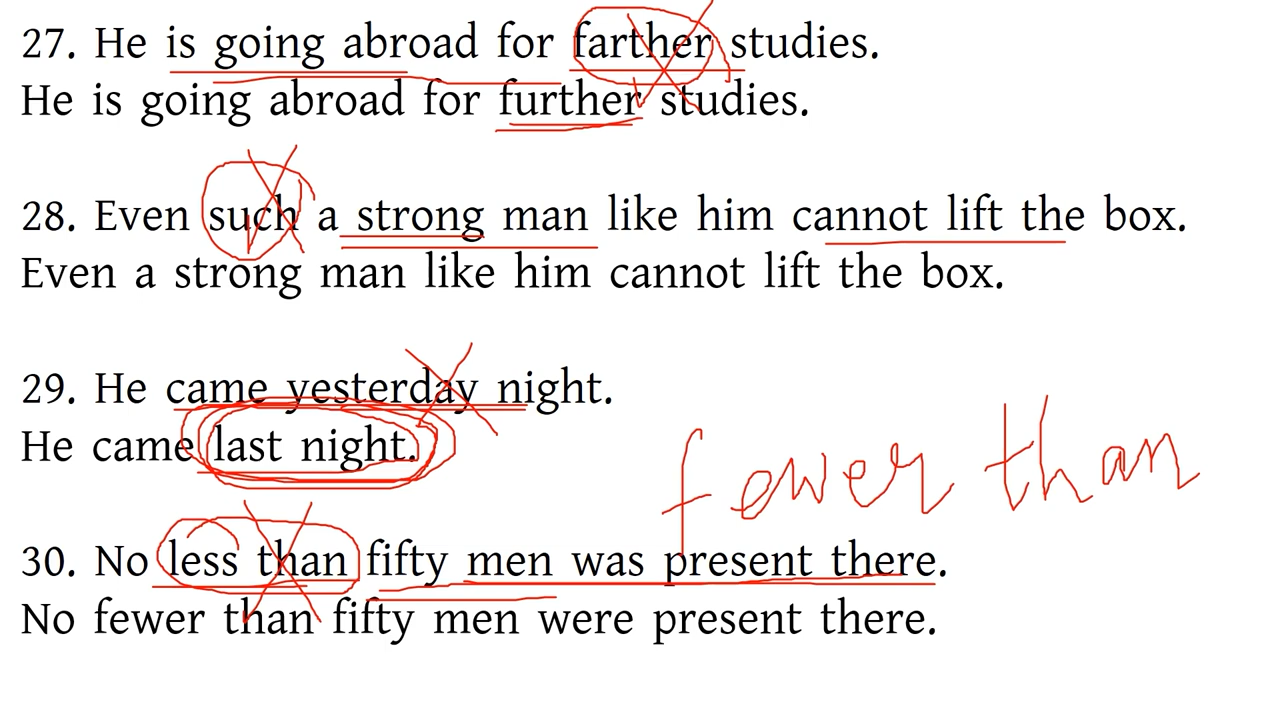 27. He is going abroad for farther studies.
He is going abroad for further studies.
28. Even such a strong man like him cannot lift the box.
Even a strong man like him cannot lift the box.
29. He came yesterday night.
He came last night.
fewer than
30. No less than fifty men was present there.
No fewer than fifty men were present there.